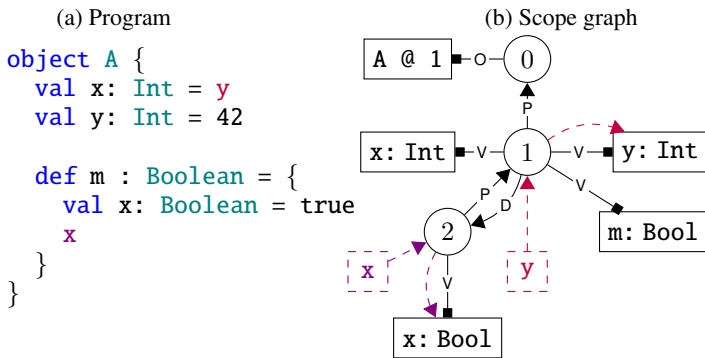 (a) Program
object A {
val x: Int = y
val y: Int = 42
def m : Boolean = {
val x: Boolean = true
x
}
}
(b) Scope graph
A @ 1
O
0
P
x: Int
V
1
V
y: Int
V
P
D
m: Bool
2
x
y
V
x: Bool